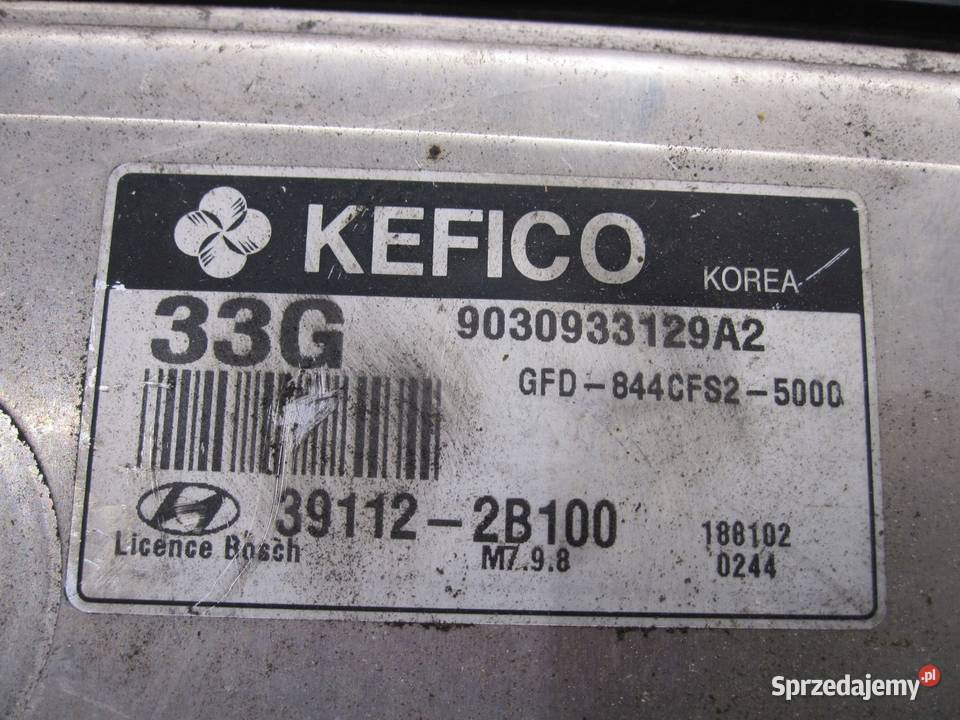 KEFICO
KOREA
33G
9030933129A2
GFD-844CFS2-5000
39112-2B100
Licence Bosch
M7.9.8
188102
0244
Sprzedajemy.pl